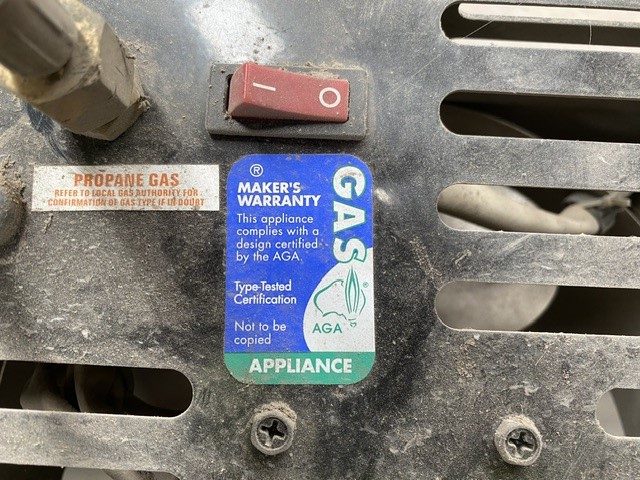 I O
PROPANE GAS
REFER TO LOCAL GAS AUTHORITY FOR
CONFIRMATION OF GAS TYPE IF IN DOUBT
®
MAKER'S
WARRANTY
This appliance
complies with a
design certified
by the AGA.
Type-Tested
Certification
Not to be
copied
GAS
®
AGA
APPLIANCE